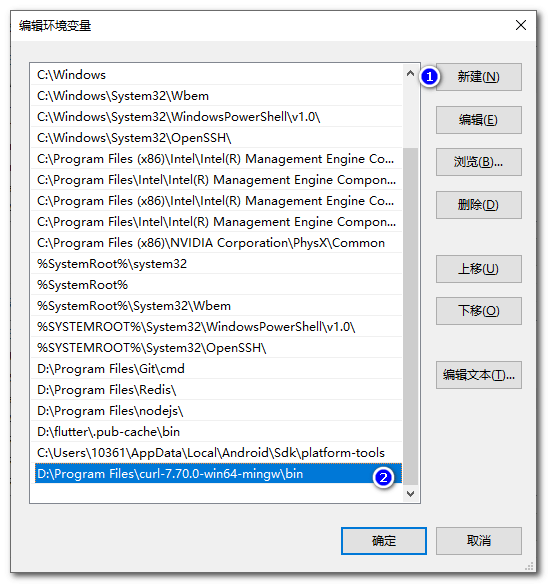 编辑环境变量
C:\Windows
C:\Windows\System32\Wbem
C:\Windows\System32\WindowsPowerShell\v1.0\
C:\Windows\System32\OpenSSH\
C:\Program Files (x86)\Intel\Intel(R) Management Engine Co...
C:\Program Files\Intel\Intel(R) Management Engine Compon...
C:\Program Files (x86)\Intel\Intel(R) Management Engine Co...
C:\Program Files\Intel\Intel(R) Management Engine Compon...
C:\Program Files (x86)\NVIDIA Corporation\PhysX\Common
%SystemRoot%\system32
%SystemRoot%
%SystemRoot%\System32\Wbem
%SYSTEMROOT%\System32\WindowsPowerShell\v1.0\
%SYSTEMROOT%\System32\OpenSSH\
D:\Program Files\Git\cmd
D:\Program Files\Redis\
D:\Program Files\nodejs\
D:\flutter\.pub-cache\bin
C:\Users\10361\AppData\Local\Android\Sdk\platform-tools
D:\Program Files\curl-7.70.0-win64-mingw\bin
2
1
新建(N)
编辑(E)
浏览(B)...
删除(D)
上移(U)
下移(O)
编辑文本(T)...
确定
取消